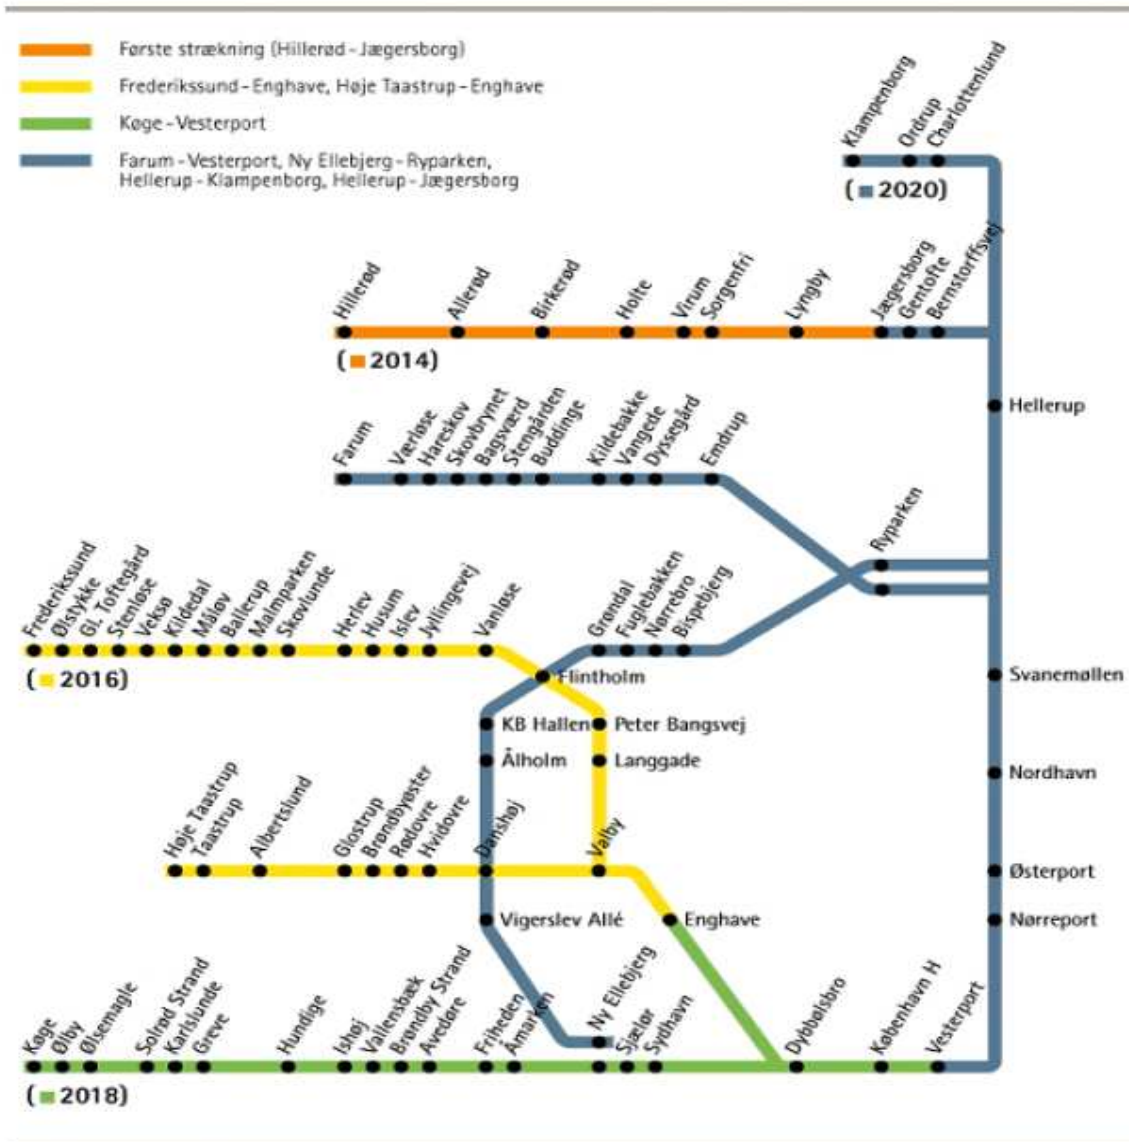 Første strækning (Hillerød - Jægersborg)
Frederikssund - Enghave, Høje Taastrup - Enghave
Køge - Vesterport
Farum - Vesterport, Ny Ellebjerg - Ryparken,
Hellerup - Klampenborg, Hellerup - Jægersborg
Klampenborg
Ordrup
Charlottenlund
(2020)
Hillerød
Allerød
Birkerød
Holte
Virum
Sorgenfri
Lyngby
Jægersborg
Gentofte
Bernstorffsvej
(2014)
Hellerup
Farum
Værløse
Hareskov
Skovbrynet
Bagsværd
Stengården
Buddinge
Kildebakke
Vangede
Dyssegård
Emdrup
Ryparken
Frederikssund
Ølstykke
Gl. Toftegård
Stenløse
Veksø
Kildedal
Måløv
Ballerup
Malmparken
Skovlunde
Herlev
Husum
Islev
Jyllingevej
Vanløse
Grøndal
Fuglebakken
Nørrebro
Bispebjerg
(2016)
Flintholm
Svanemøllen
KB Hallen
Peter Bangsvej
Ålholm
Langgade
Nordhavn
Høje Taastrup
Taastrup
Albertslund
Glostrup
Brøndbyøster
Rødovre
Hvidovre
Danshøj
Valby
Østerport
Vigerslev Allé
Enghave
Nørreport
Køge
Ølby
Ølsemagle
Solrød Strand
Karlslunde
Greve
Hundige
Ishøj
Vallensbæk
Brøndby Strand
Avedøre
Friheden
Åmarken
Ny Ellebjerg
Sjælør
Sydhavn
Dybbølsbro
København H
Vesterport
(2018)